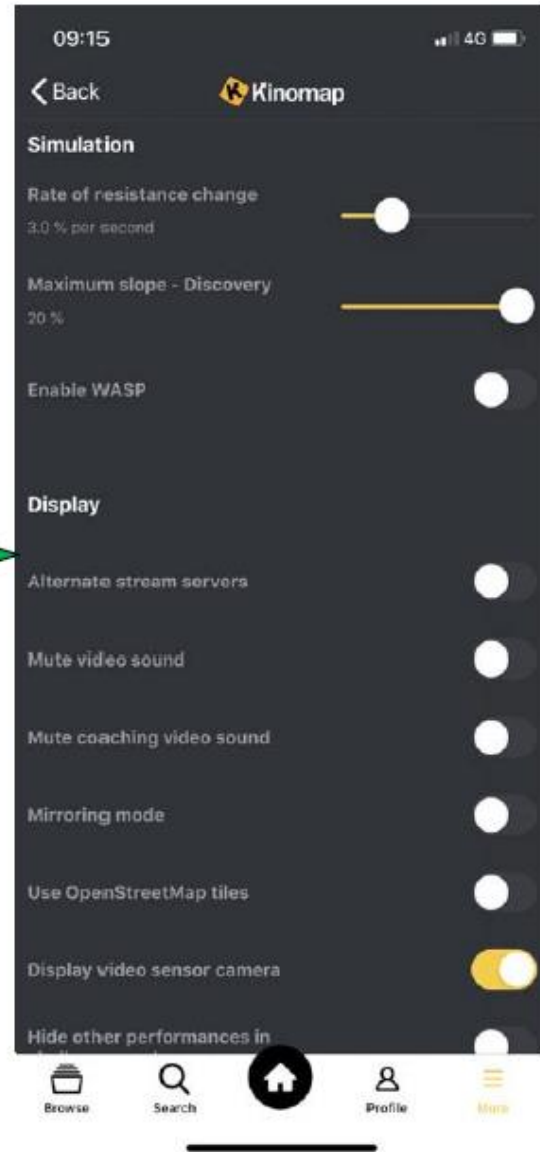 09:15
4G
Back
Kinomap
Simulation
Rate of resistance change
3.0 % per second
Maximum slope - Discovery
20 %
Enable WASP
Display
Alternate stream servers
Mute video sound
Mute coaching video sound
Mirroring mode
Use OpenStreetMap tiles
Display video sensor camera
Hide other performances in
Browse
Search
Profile
More